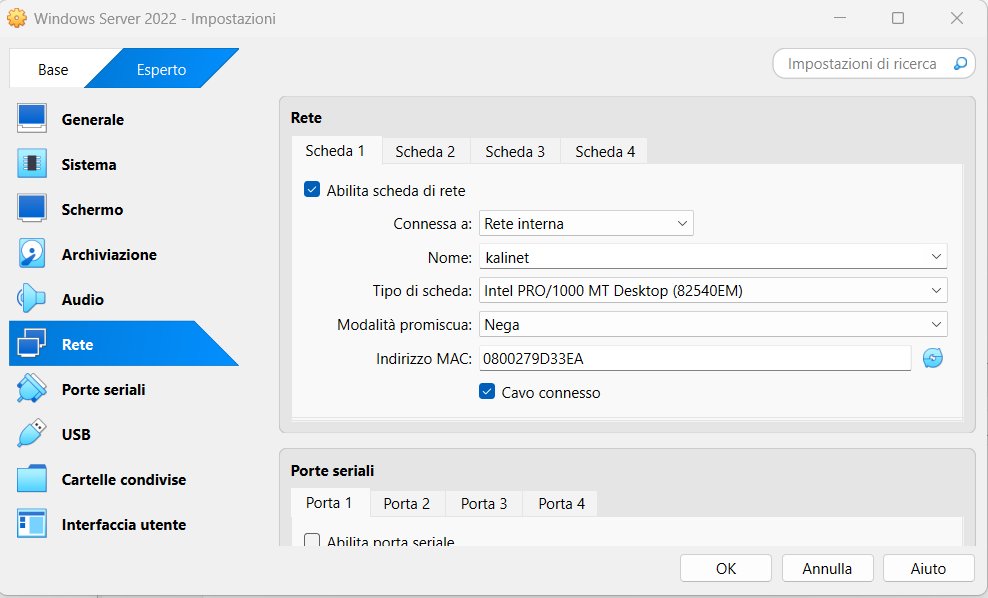 Windows Server 2022 - Impostazioni
Base
Esperto
Impostazioni di ricerca
Generale
Sistema
Schermo
Archiviazione
Audio
Rete
Porte seriali
USB
Cartelle condivise
Interfaccia utente
Rete
Scheda 1
Scheda 2
Scheda 3
Scheda 4
Abilita scheda di rete
Connessa a: Rete interna
Nome: kalinet
Tipo di scheda: Intel PRO/1000 MT Desktop (82540EM)
Modalità promiscua: Nega
Indirizzo MAC: 0800279D33EA
Cavo connesso
Porte seriali
Porta 1
Porta 2
Porta 3
Porta 4
Abilita porta seriale
OK
Annulla
Aiuto